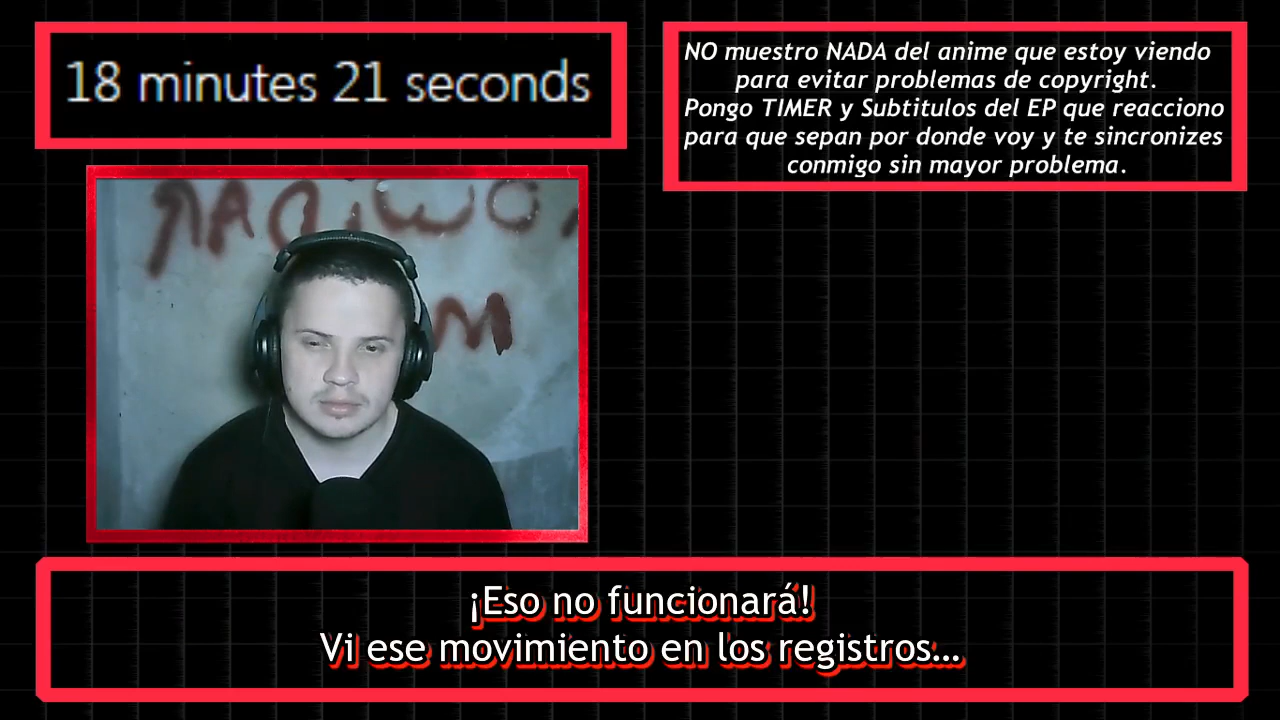 18 minutes 21 seconds
NO muestro NADA del anime que estoy viendo
para evitar problemas de copyright.
Pongo TIMER y Subtitulos del EP que reacciono
para que sepan por donde voy y te sincronizes
conmigo sin mayor problema.
¡Eso no funcionará!
Vi ese movimiento en los registros...